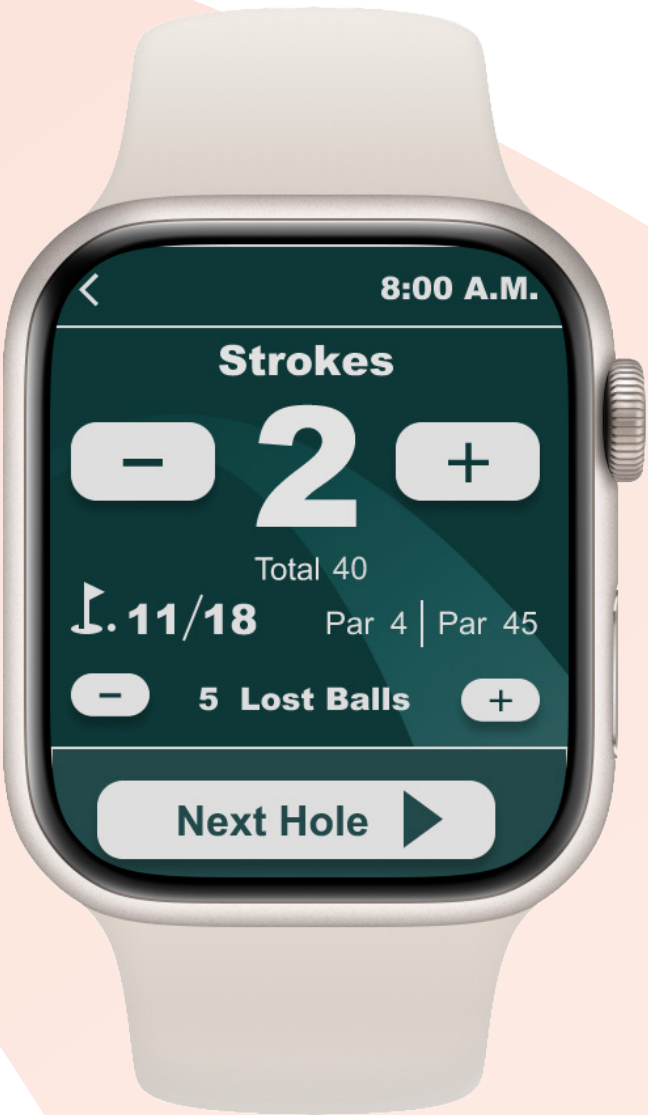 8:00 A.M.
Strokes
− 2 +
Total 40
11/18 Par 4 | Par 45
− 5 Lost Balls +
Next Hole